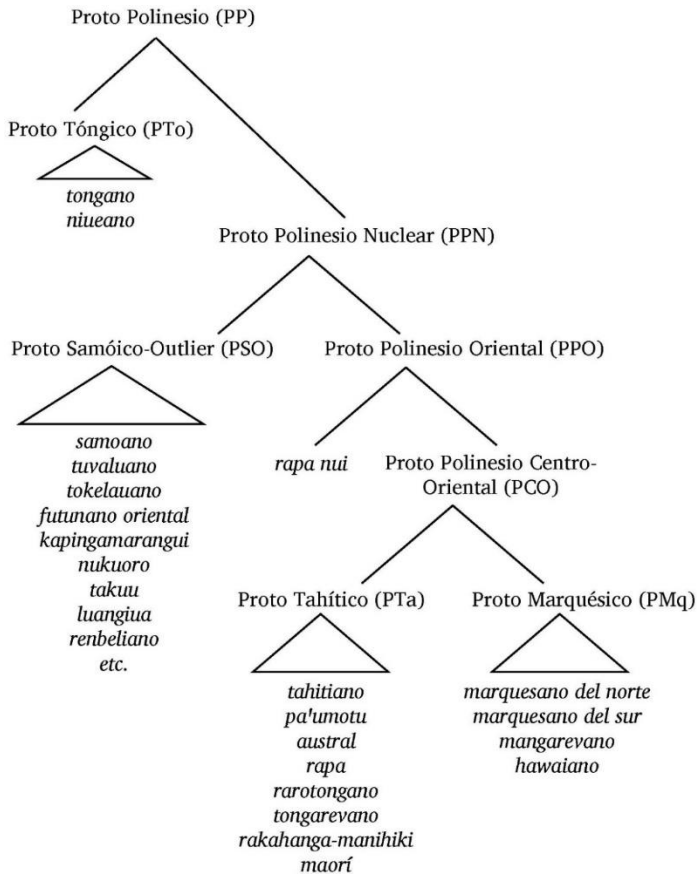 Proto Polinesio (PP)
Proto Tóngico (PTo)
tongano
niueano
Proto Polinesio Nuclear (PPN)
Proto Samóico-Outlier (PSO)
Proto Polinesio Oriental (PPO)
samoano
tuvaluano
tokelauano
futunano oriental
kapingamarangui
nukuoro
takuu
luangiua
renbeliano
etc.
rapa nui
Proto Polinesio Centro-
Oriental (PCO)
Proto Tahítico (PTa)
Proto Marquésico (PMq)
tahitiano
pa'umotu
austral
rapa
rarotongano
tongarevano
rakahanga-manihiki
maorí
marquesano del norte
marquesano del sur
mangarevano
hawaiano